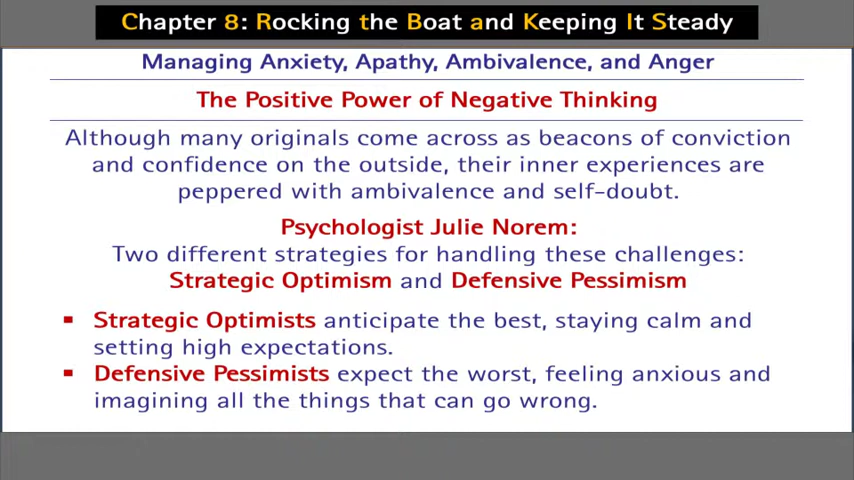 Chapter 8: Rocking the Boat and Keeping It Steady
Managing Anxiety, Apathy, Ambivalence, and Anger
The Positive Power of Negative Thinking
Although many originals come across as beacons of conviction
and confidence on the outside, their inner experiences are
peppered with ambivalence and self-doubt.
Psychologist Julie Norem:
Two different strategies for handling these challenges:
Strategic Optimism and Defensive Pessimism
▪ Strategic Optimists anticipate the best, staying calm and
setting high expectations.
▪ Defensive Pessimists expect the worst, feeling anxious and
imagining all the things that can go wrong.